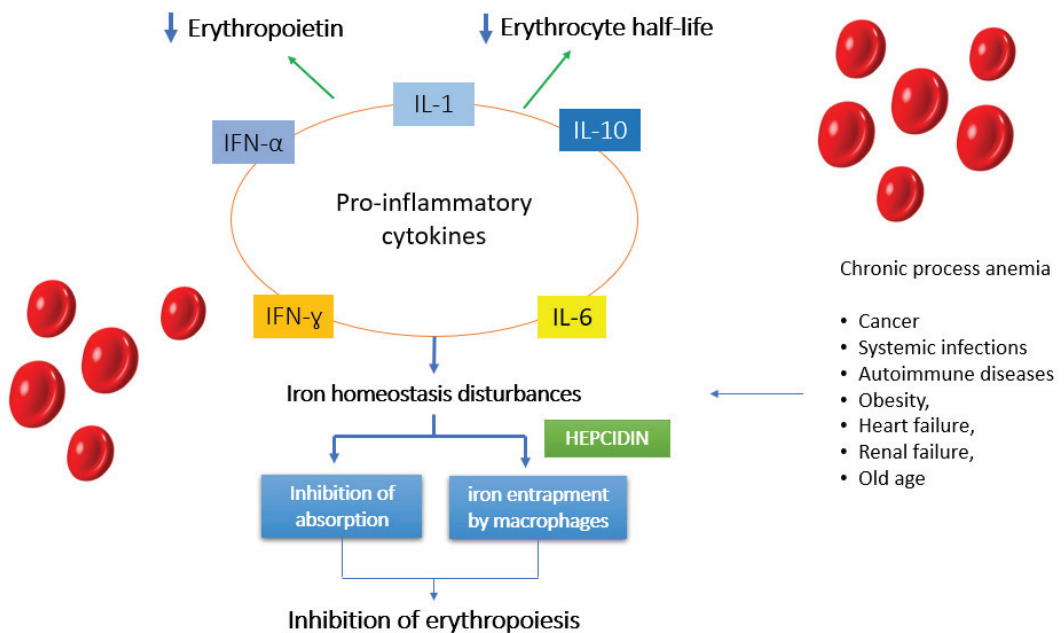 Erythropoietin
Erythrocyte half-life
IL-1
IFN-α
IL-10
Pro-inflammatory
cytokines
IFN-ɣ
IL-6
Iron homeostasis disturbances
HEPCIDIN
Inhibition of
absorption
iron entrapment
by macrophages
Inhibition of erythropoiesis
Chronic process anemia
• Cancer
• Systemic infections
• Autoimmune diseases
• Obesity,
• Heart failure,
• Renal failure,
• Old age